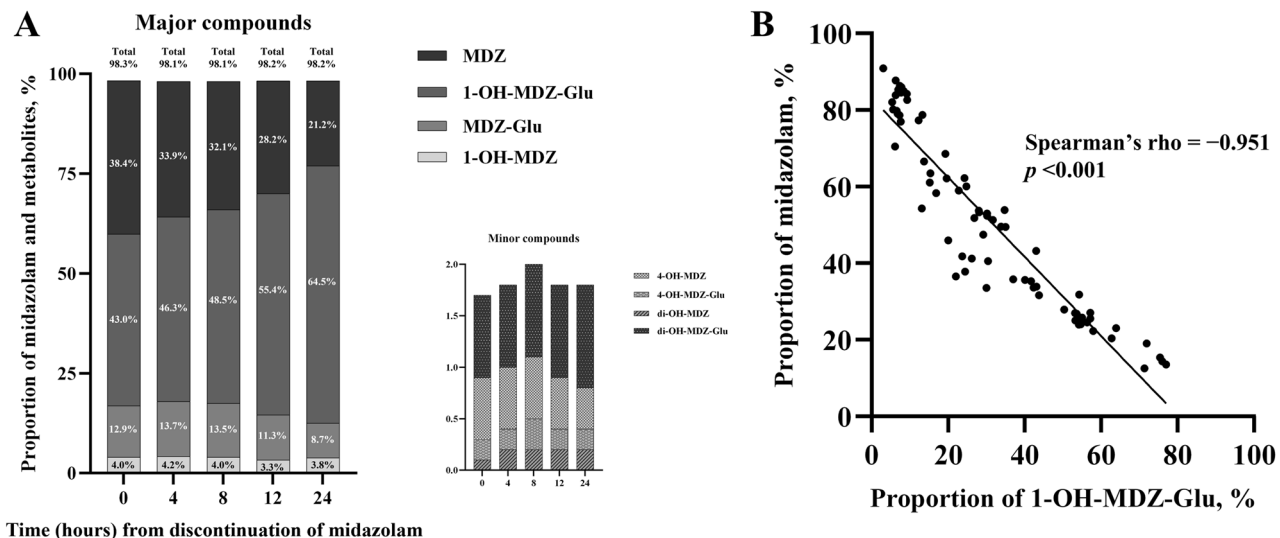 A
Major compounds
Total Total Total Total Total
98.3% 98.1% 98.1% 98.2% 98.2%
Proportion of midazolam and metabolites, %
100
75
50
25
0
38.4% 33.9% 32.1% 28.2% 21.2%
43.0% 46.3% 48.5% 55.4% 64.5%
12.9% 13.7% 13.5% 11.3% 8.7%
4.0% 4.2% 4.0% 3.3% 3.8%
0 4 8 12 24
Time (hours) from discontinuation of midazolam
MDZ
1-OH-MDZ-Glu
MDZ-Glu
1-OH-MDZ
Minor compounds
2.0
1.5
1.0
0.5
0.0
0 4 8 12 24
4-OH-MDZ
4-OH-MDZ-Glu
di-OH-MDZ
di-OH-MDZ-Glu
B
Proportion of midazolam, %
100
80
60
40
20
0
Spearman’s rho = −0.951
p <0.001
0 20 40 60 80 100
Proportion of 1-OH-MDZ-Glu, %